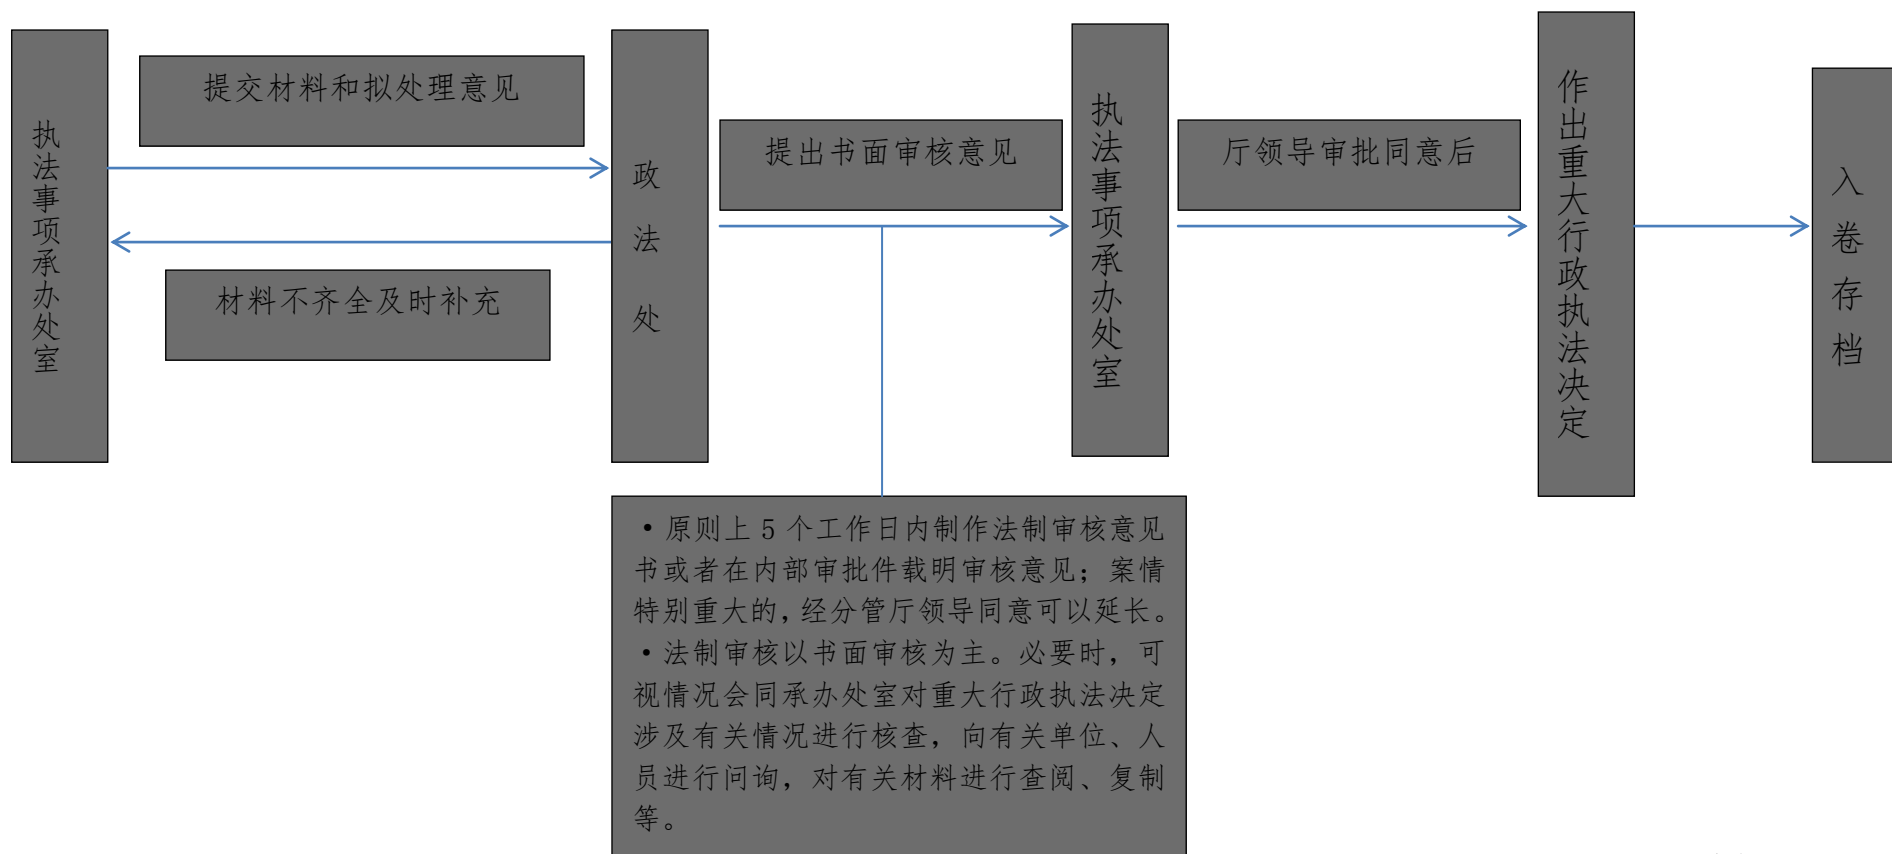 执法事项承办处室
提交材料和拟处理意见
材料不齐全及时补充
政法处
提出书面审核意见
执法事项承办处室
厅领导审批同意后
作出重大行政执法决定
入卷存档
•原则上 5 个工作日内制作法制审核意见
书或者在内部审批件载明审核意见；案情
特别重大的，经分管厅领导同意可以延长。
•法制审核以书面审核为主。必要时，可
视情况会同承办处室对重大行政执法决定
涉及有关情况进行核查，向有关单位、人
员进行问询，对有关材料进行查阅、复制
等。